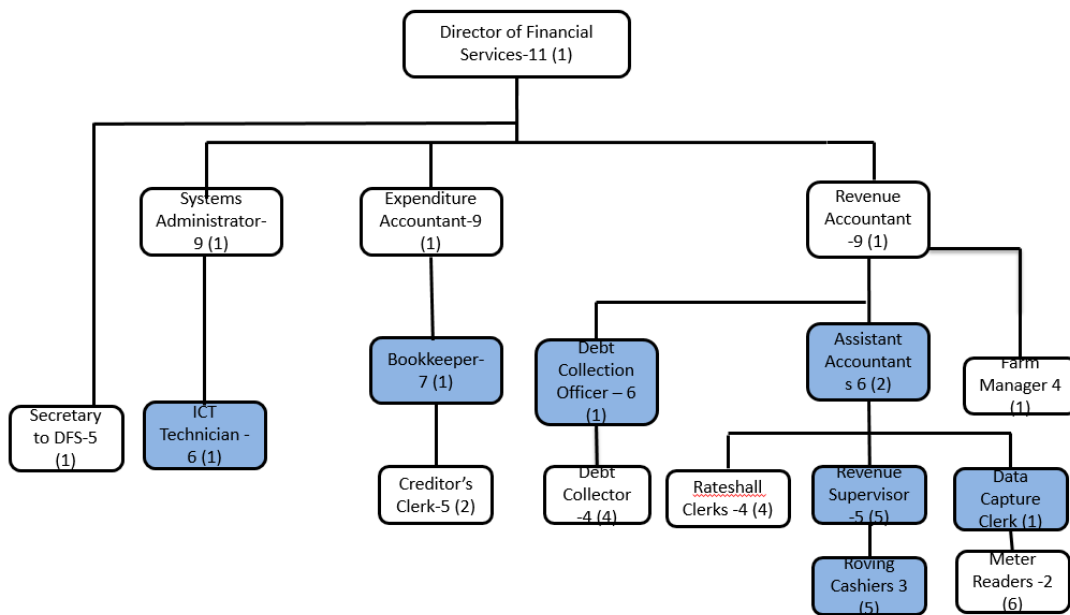 Director of Financial
Services-11 (1)
Systems
Administrator-
9 (1)
Expenditure
Accountant-9
(1)
Revenue
Accountant
-9 (1)
Bookkeeper-
7 (1)
Debt
Collection
Officer – 6
(1)
Assistant
Accountant
s 6 (2)
Farm
Manager 4
(1)
Secretary
to DFS-5
(1)
ICT
Technician -
6 (1)
Creditor’s
Clerk-5 (2)
Debt
Collector
-4 (4)
Rateshall
Clerks -4 (4)
Revenue
Supervisor
-5 (5)
Data
Capture
Clerk (1)
Roving
Cashiers 3
(5)
Meter
Readers -2
(6)